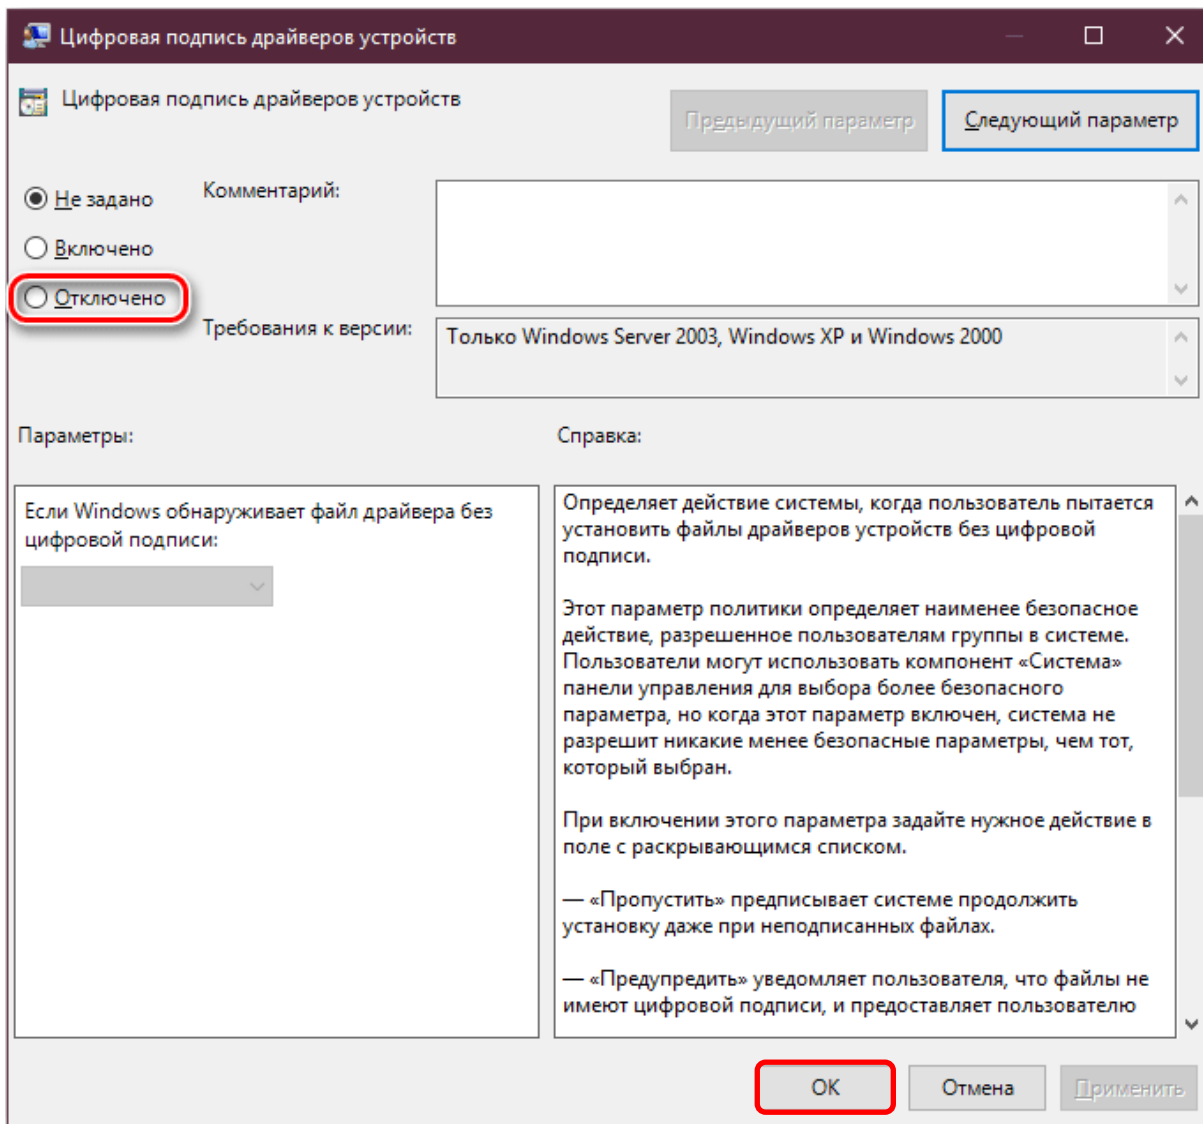 Цифровая подпись драйверов устройств
Цифровая подпись драйверов устройств
Предыдущий параметр
Следующий параметр
Не задано
Включено
Отключено
Комментарий:
Требования к версии:
Только Windows Server 2003, Windows XP и Windows 2000
Параметры:
Справка:
Если Windows обнаруживает файл драйвера без
цифровой подписи:
Определяет действие системы, когда пользователь пытается
установить файлы драйверов устройств без цифровой
подписи.
Этот параметр политики определяет наименее безопасное
действие, разрешенное пользователям группы в системе.
Пользователи могут использовать компонент «Система»
панели управления для выбора более безопасного
параметра, но когда этот параметр включен, система не
разрешит никакие менее безопасные параметры, чем тот,
который выбран.
При включении этого параметра задайте нужное действие в
поле с раскрывающимся списком.
— «Пропустить» предписывает системе продолжить
установку даже при неподписанных файлах.
— «Предупредить» уведомляет пользователя, что файлы не
имеют цифровой подписи, и предоставляет пользователю
ОК
Отмена
Применить